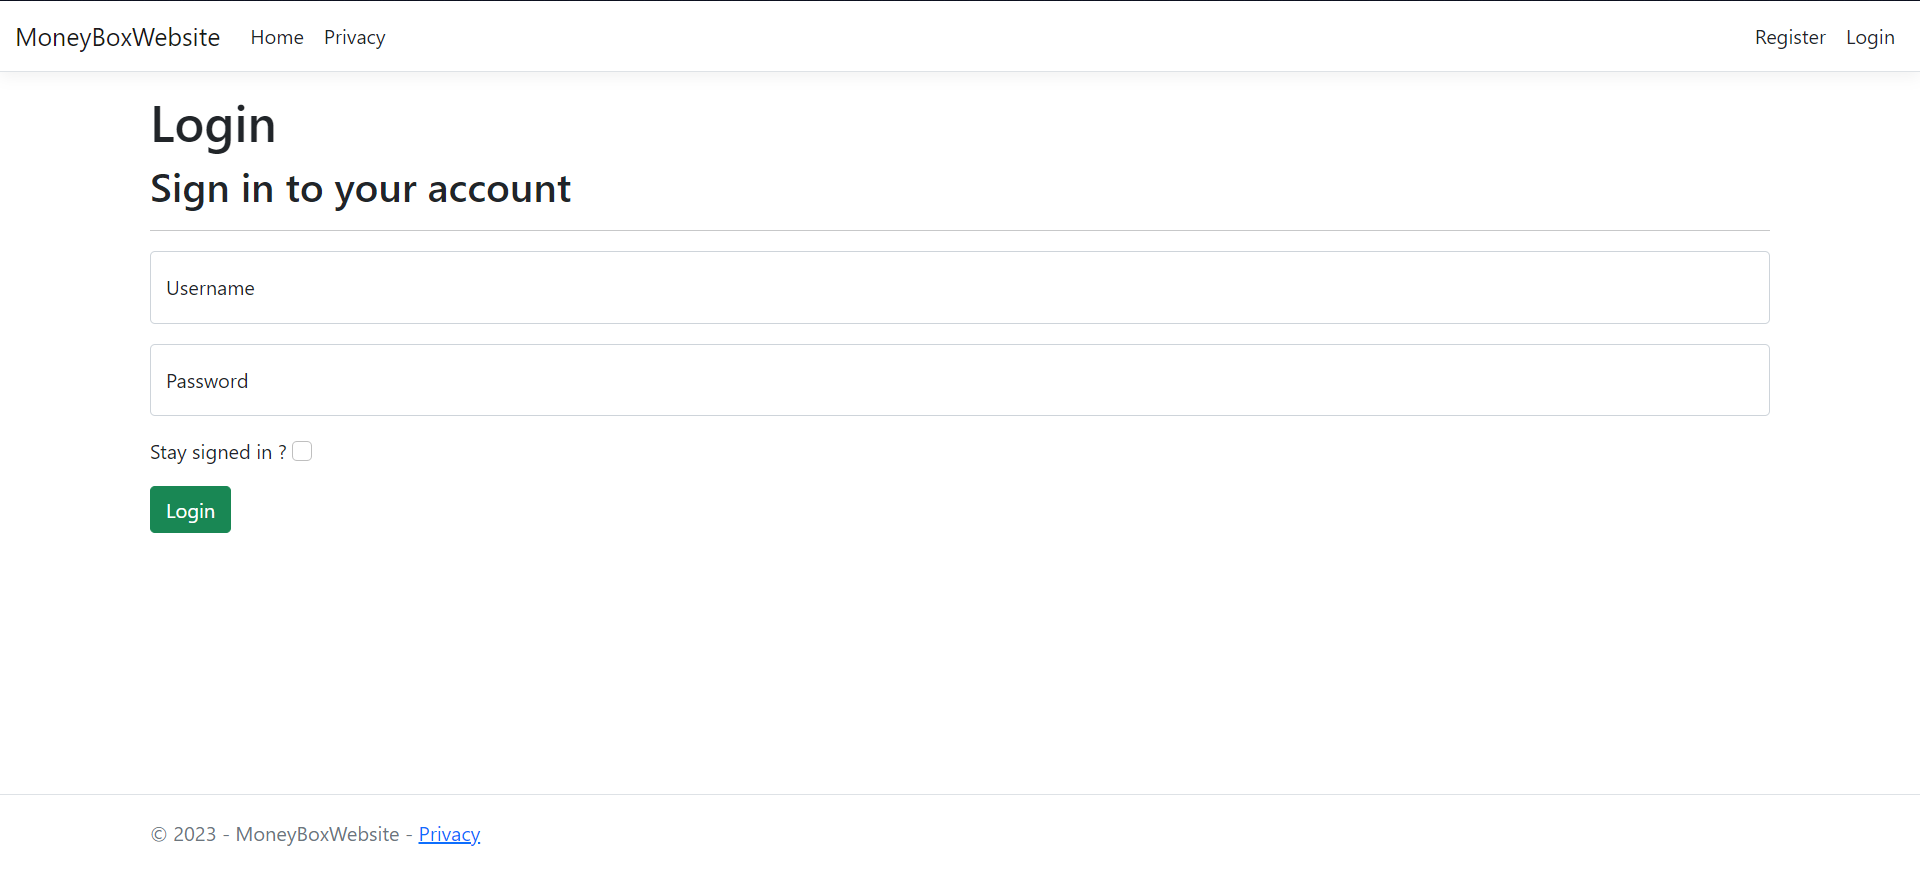 MoneyBoxWebsite Home Privacy Register Login
Login
Sign in to your account
Username
Password
Stay signed in ?
Login
© 2023 - MoneyBoxWebsite - Privacy